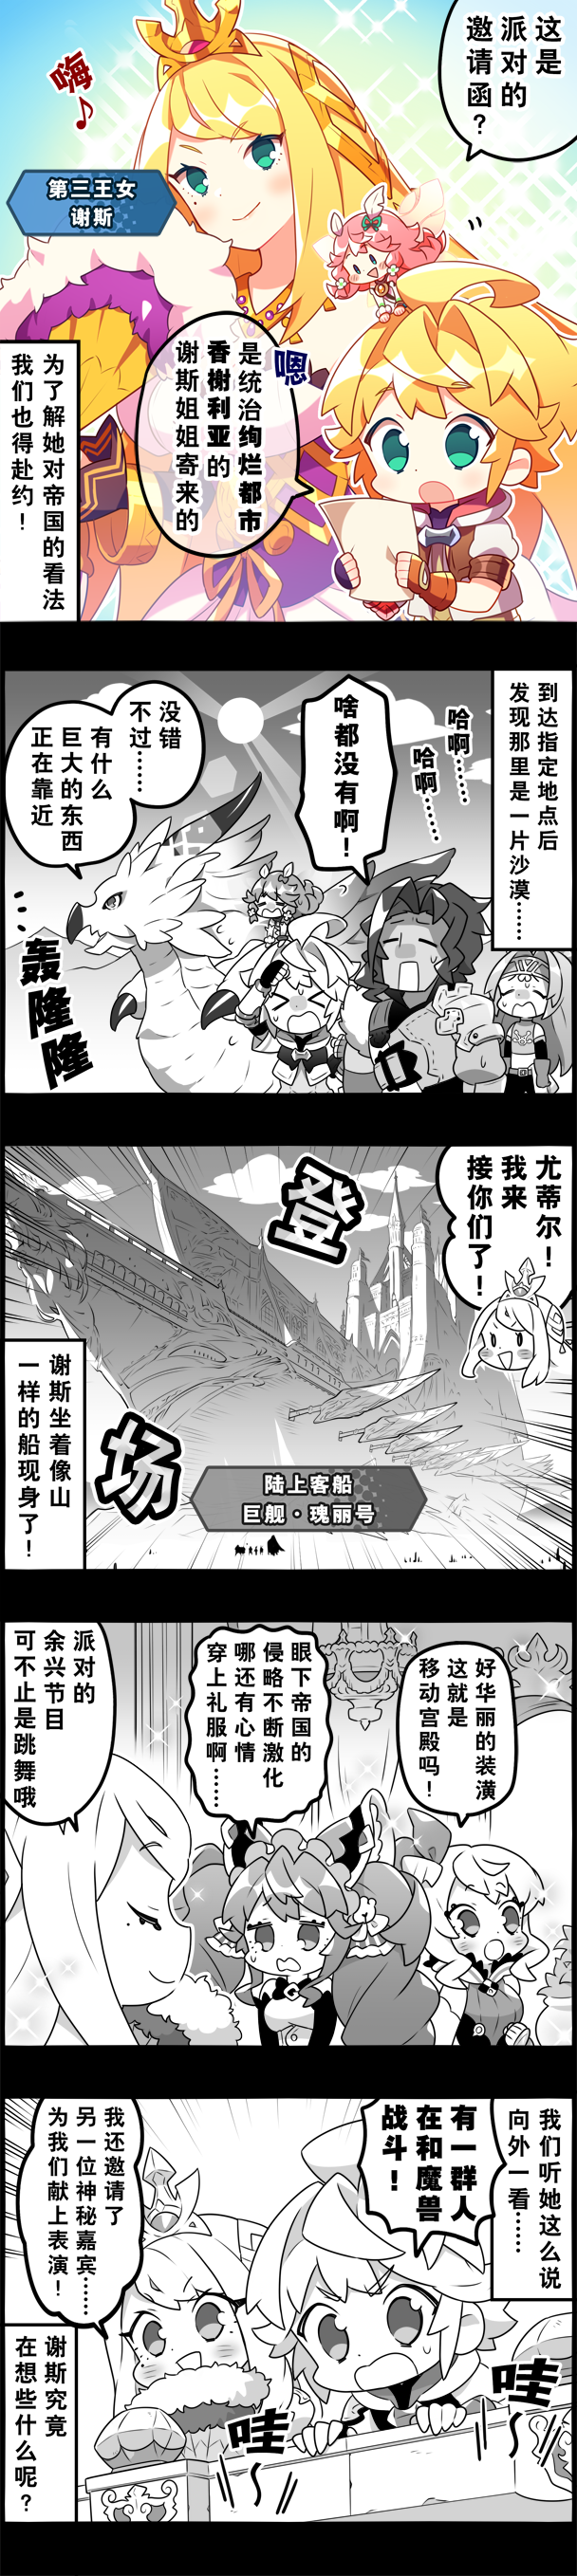 这是
派对的
邀请函？
嗨♪
第三王女
谢斯
嗯
是统治绚烂都市
香榭利亚的
谢斯姐姐寄来的
为了解她对帝国的看法
我们也得赴约！
到达指定地点后
发现那里是一片沙漠……
哈啊……
哈啊……
啥都没有啊！
没错
不过……
有什么
巨大的东西
正在靠近
轰隆隆
尤蒂尔！
我来
接你们了！
登
场
陆上客船
巨舰·瑰丽号
谢斯坐着像山
一样的船现身了！
好华丽的装潢
这就是
移动宫殿吗！
眼下帝国的
侵略不断激化
哪还有心情
穿上礼服啊……
派对的
余兴节目
可不止是跳舞哦
我们听她这么说
向外一看……
有一群人
在和魔兽
战斗！
我还邀请了
另一位神秘嘉宾……
为我们献上表演！
哇～
哇～
谢斯究竟
在想些什么呢？